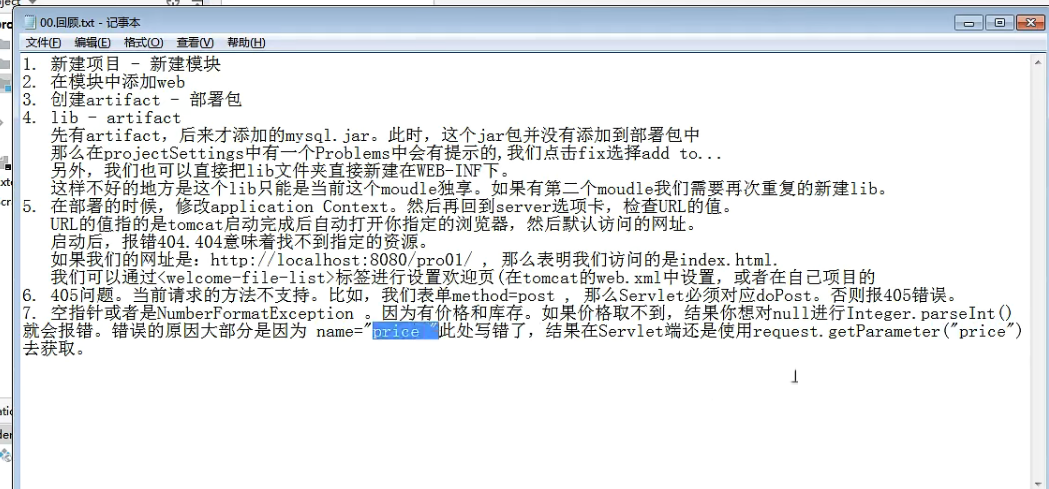 00.回顾.txt - 记事本
文件(F) 编辑(E) 格式(O) 查看(V) 帮助(H)
1. 新建项目 - 新建模块
2. 在模块中添加web
3. 创建artifact - 部署包
4. lib - artifact
先有artifact，后来才添加的mysql.jar。此时，这个jar包并没有添加到部署包中
那么在projectSettings中有一个Problems中会有提示的,我们点击fix选择add to...
另外，我们也可以直接把lib文件夹直接新建在WEB-INF下。
这样不好的地方是这个lib只能是当前这个moudle独享。如果有第二个moudle我们需要再次重复的新建lib。
5. 在部署的时候，修改application Context。然后再回到server选项卡，检查URL的值。
URL的值指的是tomcat启动完成后自动打开你指定的浏览器，然后默认访问的网址。
启动后，报错404.404意味着找不到指定的资源。
如果我们的网址是：http://localhost:8080/pro01/ , 那么表明我们访问的是index.html.
我们可以通过<welcome-file-list>标签进行设置欢迎页(在tomcat的web.xml中设置，或者在自己项目的
6. 405问题。当前请求的方法不支持。比如，我们表单method=post , 那么Servlet必须对应doPost。否则报405错误。
7. 空指针或者是NumberFormatException 。因为有价格和库存。如果价格取不到，结果你想对null进行Integer.parseInt()
就会报错。错误的原因大部分是因为 name="price "此处写错了，结果在Servlet端还是使用request.getParameter("price")
去获取。